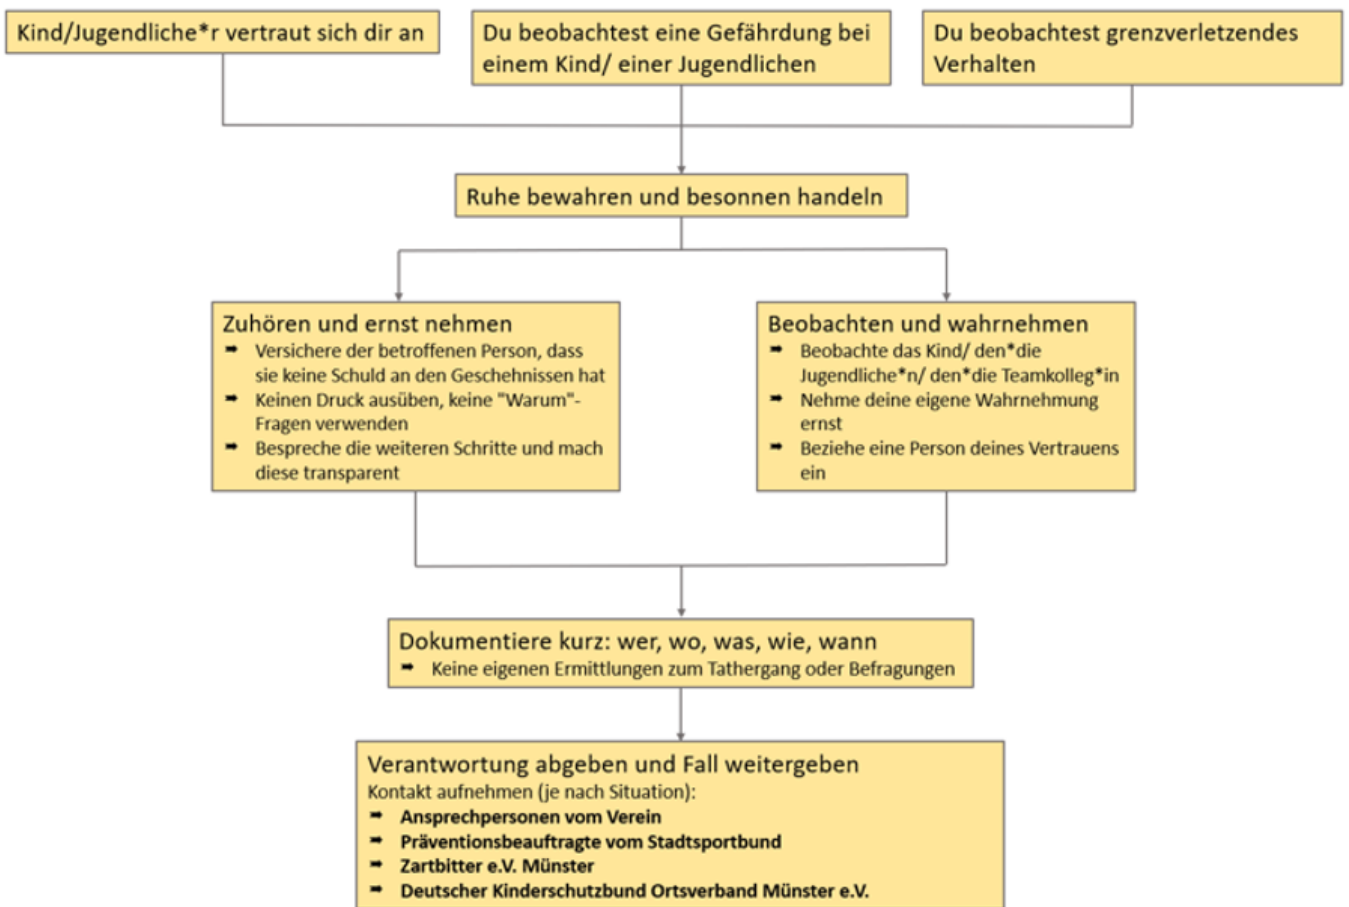 Kind/Jugendliche*r vertraut sich dir an
Du beobachtest eine Gefährdung bei
einem Kind/ einer Jugendlichen
Du beobachtest grenzverletzendes
Verhalten
Ruhe bewahren und besonnen handeln
Zuhören und ernst nehmen
➡ Versichere der betroffenen Person, dass
sie keine Schuld an den Geschehnissen hat
➡ Keinen Druck ausüben, keine "Warum"-
Fragen verwenden
➡ Bespreche die weiteren Schritte und mach
diese transparent
Beobachten und wahrnehmen
➡ Beobachte das Kind/ den*die
Jugendliche*n/ den*die Teamkolleg*in
➡ Nehme deine eigene Wahrnehmung
ernst
➡ Beziehe eine Person deines Vertrauens
ein
Dokumentiere kurz: wer, wo, was, wie, wann
➡ Keine eigenen Ermittlungen zum Tathergang oder Befragungen
Verantwortung abgeben und Fall weitergeben
Kontakt aufnehmen (je nach Situation):
➡ Ansprechpersonen vom Verein
➡ Präventionsbeauftragte vom Stadtsportbund
➡ Zartbitter e.V. Münster
➡ Deutscher Kinderschutzbund Ortsverband Münster e.V.